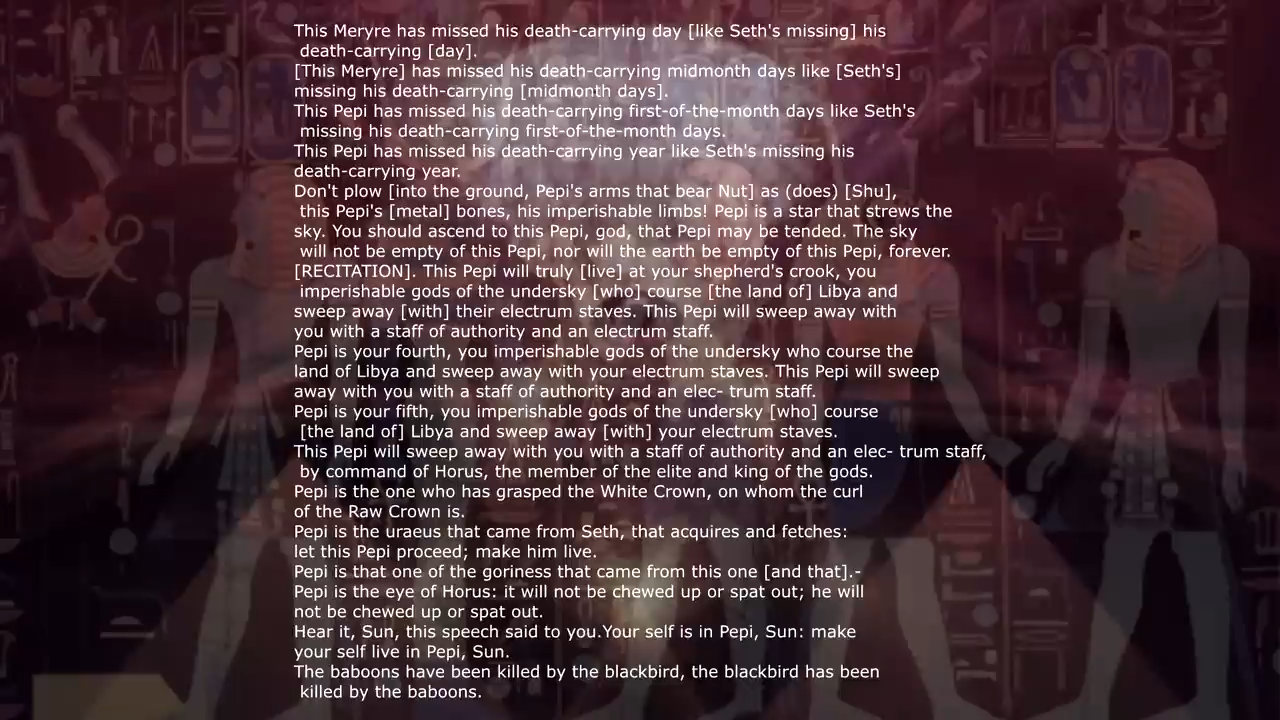 This Meryre has missed his death-carrying day [like Seth's missing] his
death-carrying [day].
[This Meryre] has missed his death-carrying midmonth days like [Seth's]
missing his death-carrying [midmonth days].
This Pepi has missed his death-carrying first-of-the-month days like Seth's
missing his death-carrying first-of-the-month days.
This Pepi has missed his death-carrying year like Seth's missing his
death-carrying year.
Don't plow [into the ground, Pepi's arms that bear Nut] as (does) [Shu],
this Pepi's [metal] bones, his imperishable limbs! Pepi is a star that strews the
sky. You should ascend to this Pepi, god, that Pepi may be tended. The sky
will not be empty of this Pepi, nor will the earth be empty of this Pepi, forever.
[RECITATION]. This Pepi will truly [live] at your shepherd's crook, you
imperishable gods of the undersky [who] course [the land of] Libya and
sweep away [with] their electrum staves. This Pepi will sweep away with
you with a staff of authority and an electrum staff.
Pepi is your fourth, you imperishable gods of the undersky who course the
land of Libya and sweep away with your electrum staves. This Pepi will sweep
away with you with a staff of authority and an elec- trum staff.
Pepi is your fifth, you imperishable gods of the undersky [who] course
[the land of] Libya and sweep away [with] your electrum staves.
This Pepi will sweep away with you with a staff of authority and an elec- trum staff,
by command of Horus, the member of the elite and king of the gods.
Pepi is the one who has grasped the White Crown, on whom the curl
of the Raw Crown is.
Pepi is the uraeus that came from Seth, that acquires and fetches:
let this Pepi proceed; make him live.
Pepi is that one of the goriness that came from this one [and that].-
Pepi is the eye of Horus: it will not be chewed up or spat out; he will
not be chewed up or spat out.
Hear it, Sun, this speech said to you.Your self is in Pepi, Sun: make
your self live in Pepi, Sun.
The baboons have been killed by the blackbird, the blackbird has been
killed by the baboons.